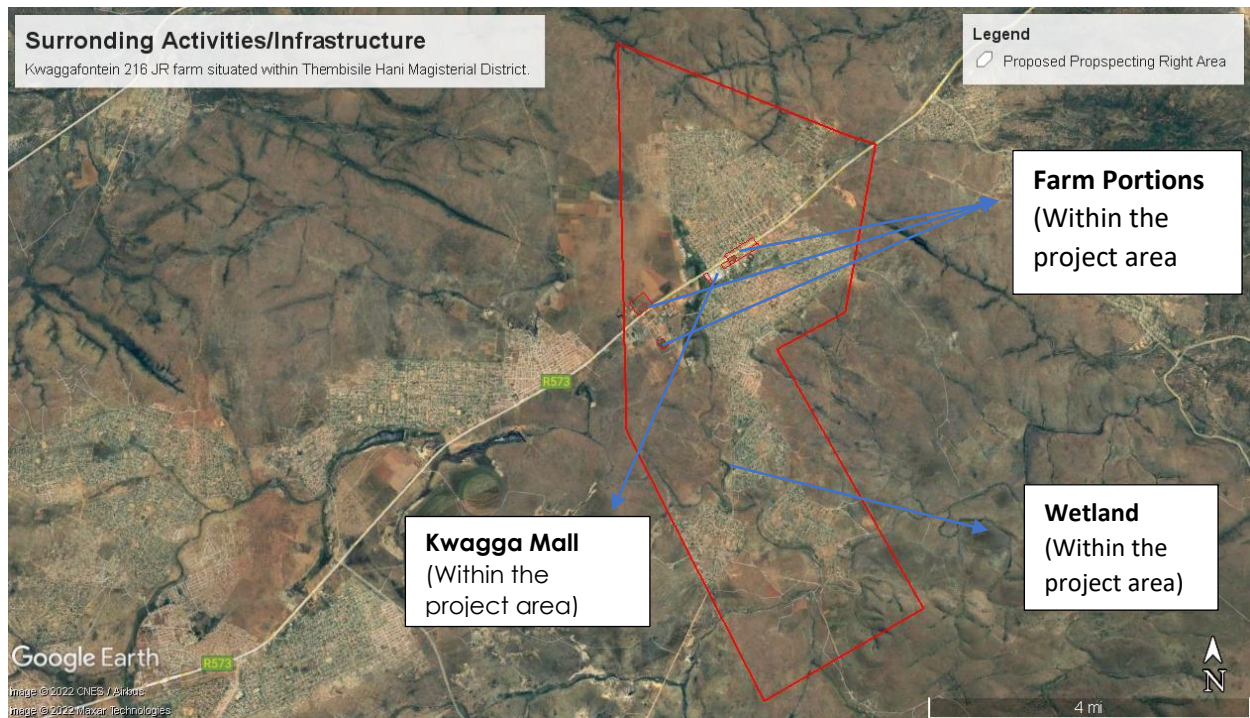 Surronding Activities/Infrastructure
Kwaggafontein 216 JR farm situated within Thembisile Hani Magisterial District.
Legend
Proposed Propspecting Right Area
Farm Portions
(Within the
project area
R573
Kwagga Mall
(Within the
project area)
Wetland
(Within the
project area)
Google Earth
R573
Image © 2022 CNES / Airbus
Image © 2022 Maxar Technologies
N
4 mi